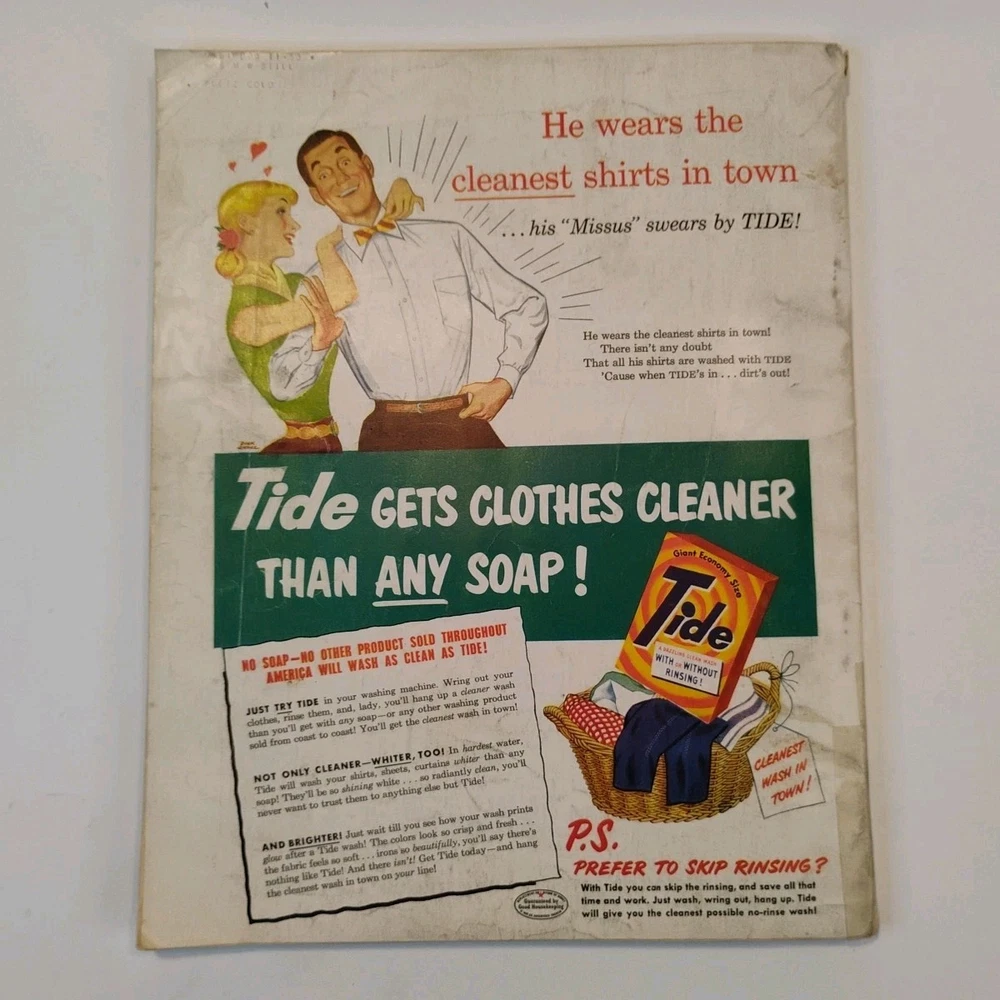 He wears the
cleanest shirts in town
...his "Missus" swears by TIDE!
He wears the cleanest shirts in town!
There isn't any doubt
That all his shirts are washed with TIDE
'Cause when TIDE's in... dirt's out!
Tide GETS CLOTHES CLEANER
THAN ANY SOAP!
NO SOAP—NO OTHER PRODUCT SOLD THROUGHOUT
AMERICA WILL WASH AS CLEAN AS TIDE!
JUST TRY TIDE in your washing machine. Wring out your
clothes, rinse them, and, lady, you'll hang up a cleaner wash
than you'll get with any soap—or any other washing product
sold from coast to coast! You'll get the cleanest wash in town!
NOT ONLY CLEANER—WHITER, TOO! In hardest water,
Tide will wash your shirts, sheets, curtains whiter than any
soap! They'll be so shining white... so radiantly clean, you'll
never want to trust them to anything else but Tide!
AND BRIGHTER! Just wait till you see how your wash prints
glow after a Tide wash! The colors look so crisp and fresh...
the fabric feels so soft... irons so beautifully, you'll say there's
nothing like Tide! And there isn't! Get Tide today—and hang
the cleanest wash in town on your line!
Giant Economy Size
Tide
A DAZZLING CLEAN WASH
WITH OR WITHOUT
RINSING!
CLEANEST
WASH IN
TOWN!
P.S.
PREFER TO SKIP RINSING?
With Tide you can skip the rinsing, and save all that
time and work. Just wash, wring out, hang up. Tide
will give you the cleanest possible no-rinse wash!
Guaranteed by
Good Housekeeping